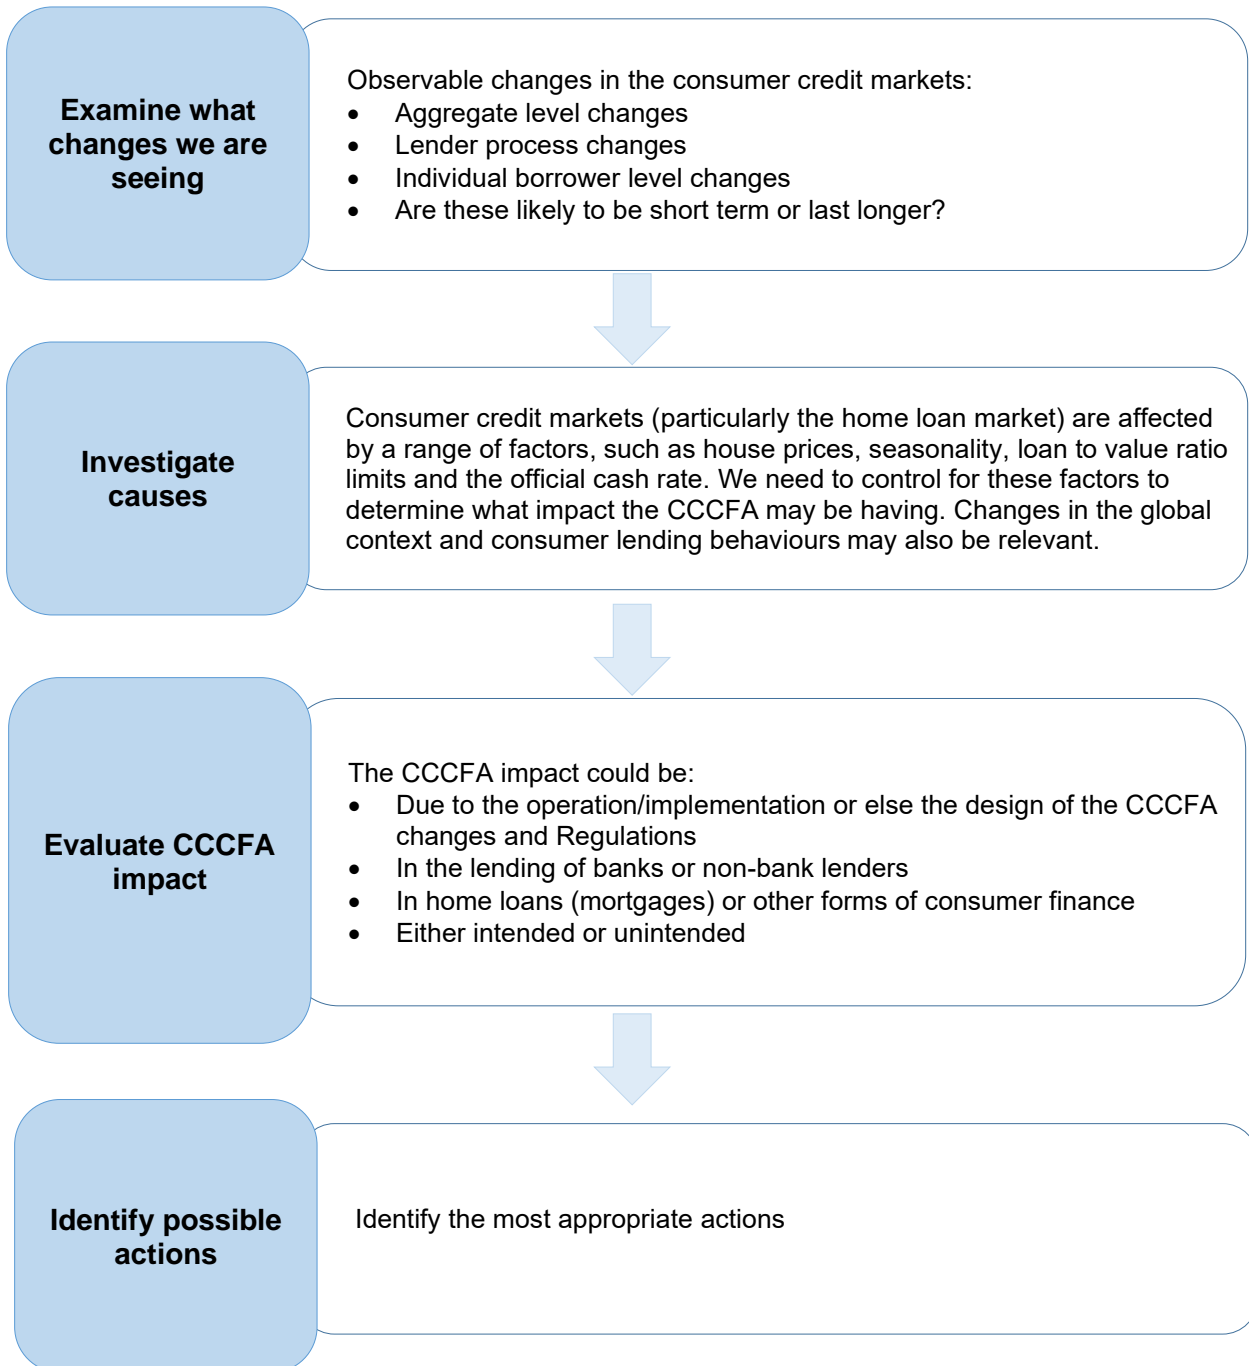 Examine what
changes we are
seeing
Observable changes in the consumer credit markets:
• Aggregate level changes
• Lender process changes
• Individual borrower level changes
• Are these likely to be short term or last longer?
Investigate
causes
Consumer credit markets (particularly the home loan market) are affected
by a range of factors, such as house prices, seasonality, loan to value ratio
limits and the official cash rate. We need to control for these factors to
determine what impact the CCCFA may be having. Changes in the global
context and consumer lending behaviours may also be relevant.
Evaluate CCCFA
impact
The CCCFA impact could be:
• Due to the operation/implementation or else the design of the CCCFA
changes and Regulations
• In the lending of banks or non-bank lenders
• In home loans (mortgages) or other forms of consumer finance
• Either intended or unintended
Identify possible
actions
Identify the most appropriate actions